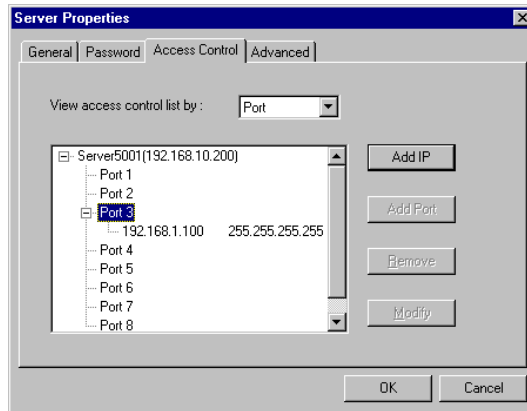 Server Properties
General Password Access Control Advanced
View access control list by : Port
Server5001(192.168.10.200)
Port 1
Port 2
Port 3
192.168.1.100 255.255.255.255
Port 4
Port 5
Port 6
Port 7
Port 8
Add IP
Add Port
Remove
Modify
OK Cancel